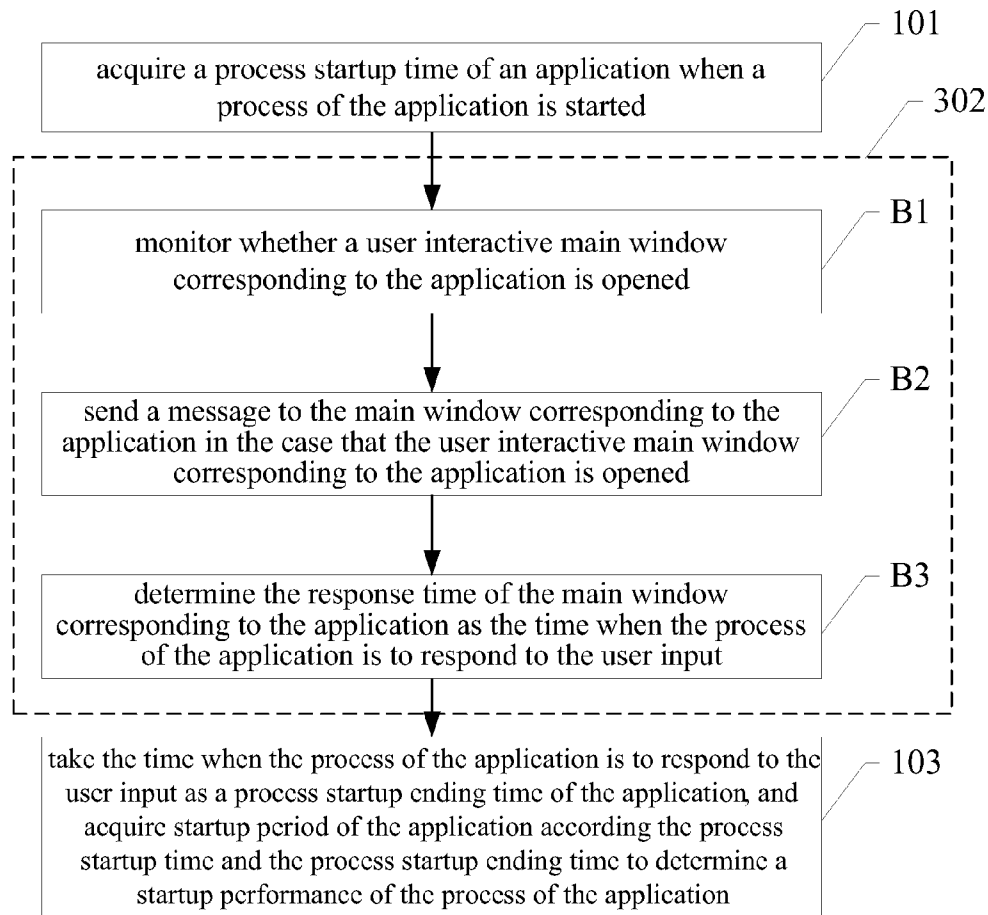 101
acquire a process startup time of an application when a
process of the application is started
302
B1
monitor whether a user interactive main window
corresponding to the application is opened
B2
send a message to the main window corresponding to the
application in the case that the user interactive main window
corresponding to the application is opened
B3
determine the response time of the main window
corresponding to the application as the time when the process
of the application is to respond to the user input
103
take the time when the process of the application is to respond to the
user input as a process startup ending time of the application, and
acquire startup period of the application according the process
startup time and the process startup ending time to determine a
startup performance of the process of the application